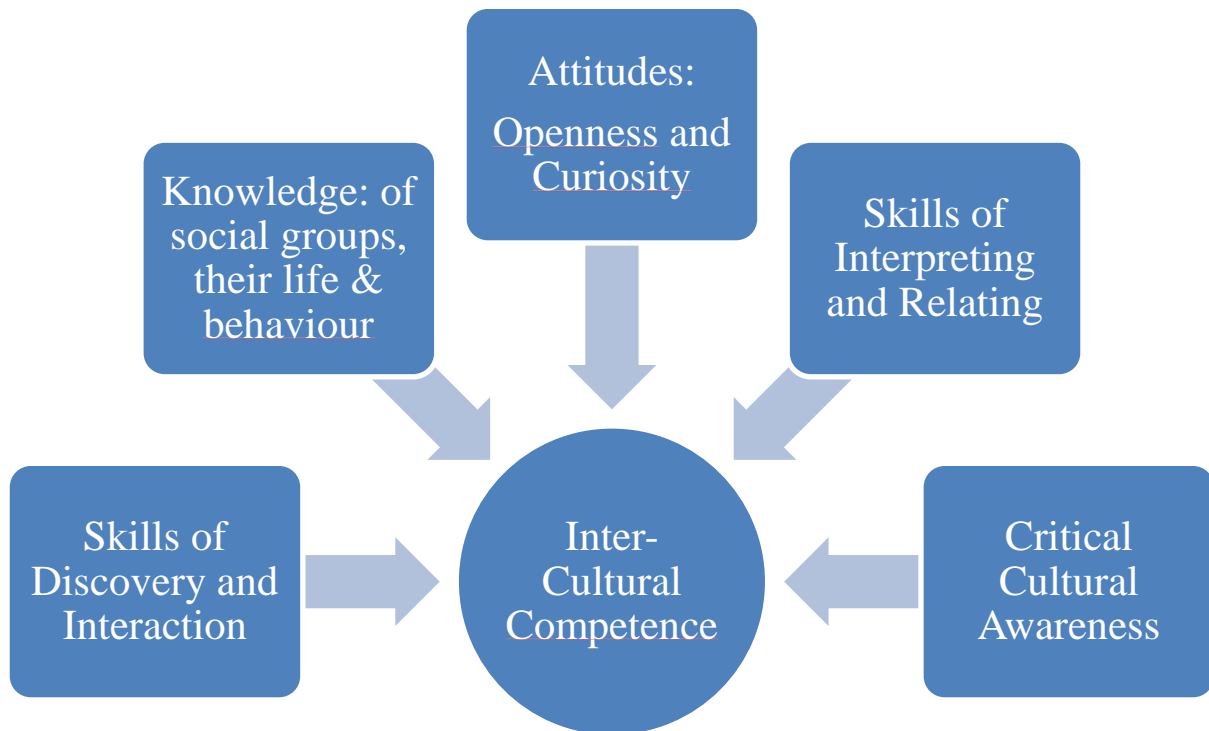 Attitudes:
Openness and
Curiosity
Knowledge: of
social groups,
their life &
behaviour
Skills of
Interpreting
and Relating
Skills of
Discovery and
Interaction
Inter-
Cultural
Competence
Critical
Cultural
Awareness